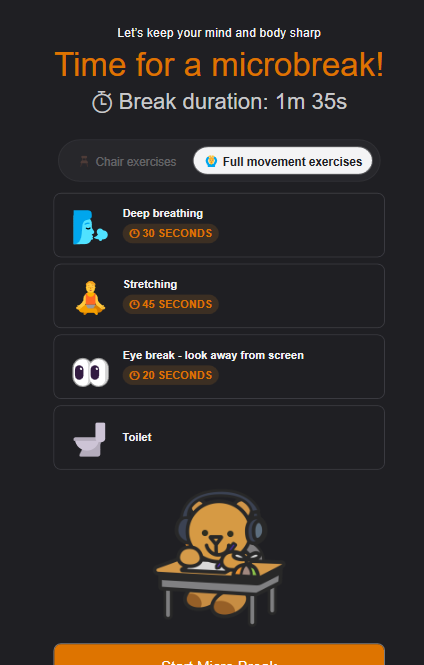 Let's keep your mind and body sharp
Time for a microbreak!
Break duration: 1m 35s
Chair exercises
Full movement exercises
Deep breathing
30 SECONDS
Stretching
45 SECONDS
Eye break - look away from screen
20 SECONDS
Toilet
Start Micro Break